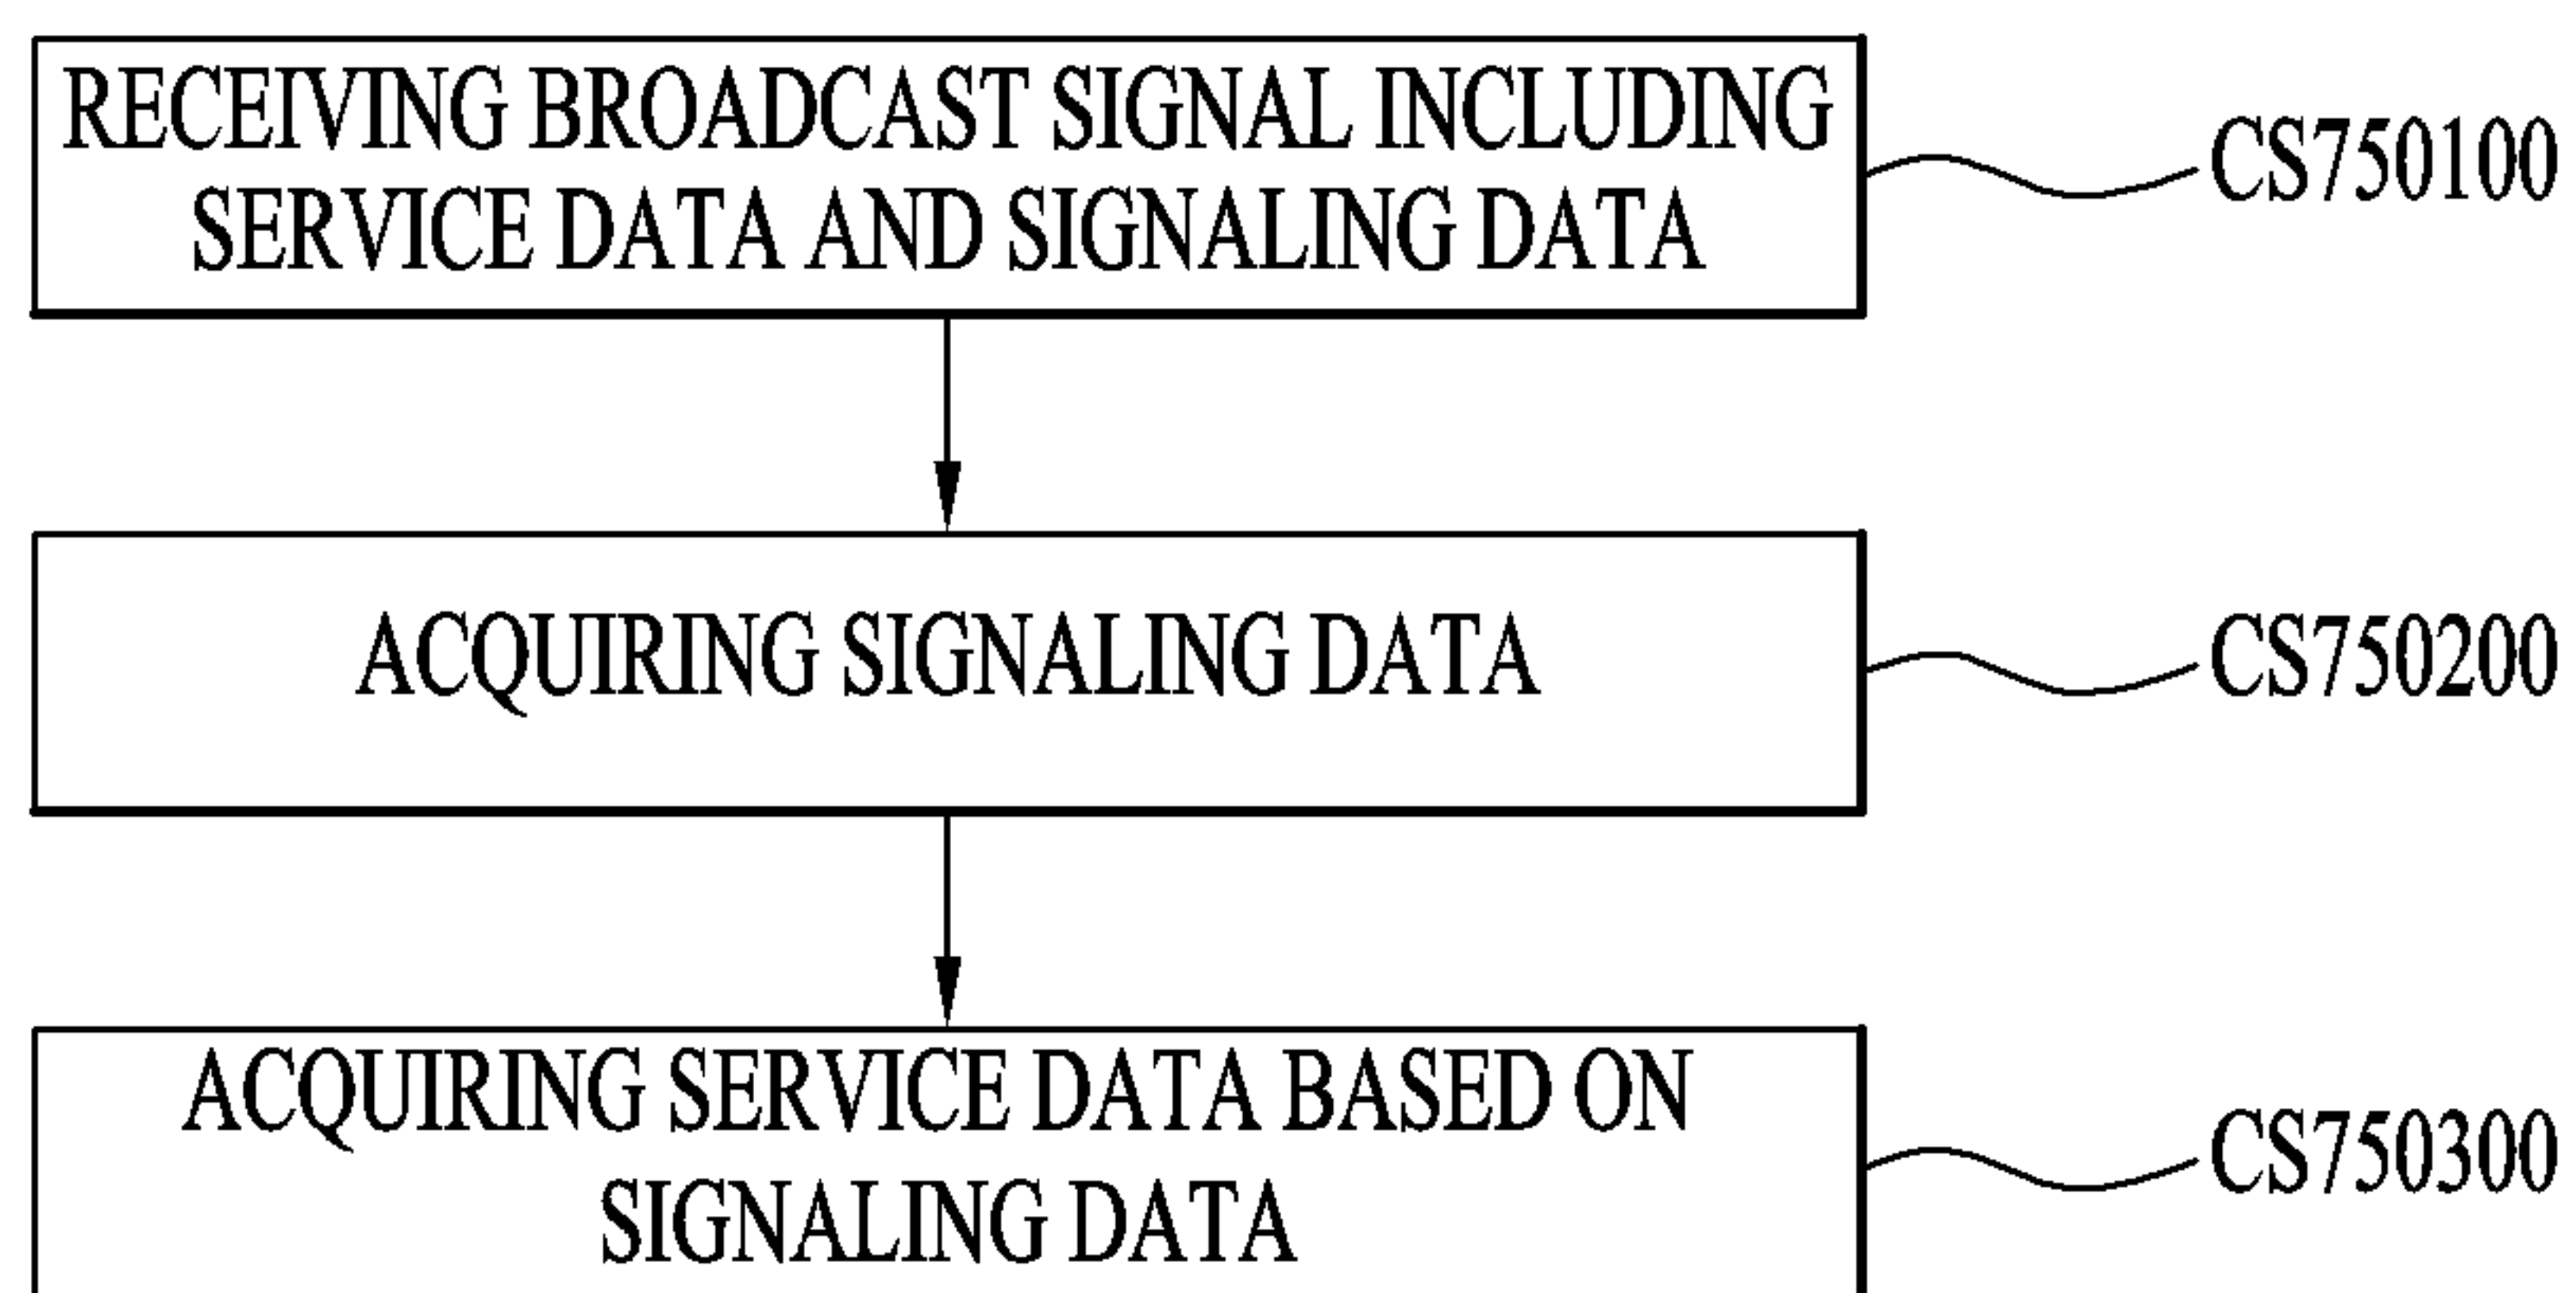 RECEIVING BROADCAST SIGNAL INCLUDING
SERVICE DATA AND SIGNALING DATA
CS750100
ACQUIRING SIGNALING DATA
CS750200
ACQUIRING SERVICE DATA BASED ON
SIGNALING DATA
CS750300